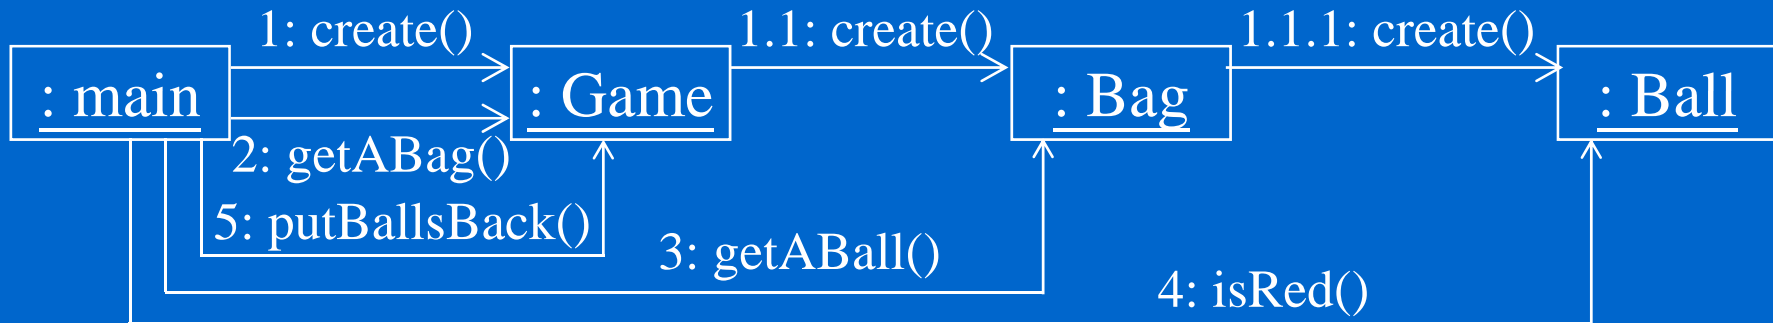 1: create()
1.1: create()
1.1.1: create()
: main
: Game
: Bag
: Ball
2: getABag()
5: putBallsBack()
3: getABall()
4: isRed()